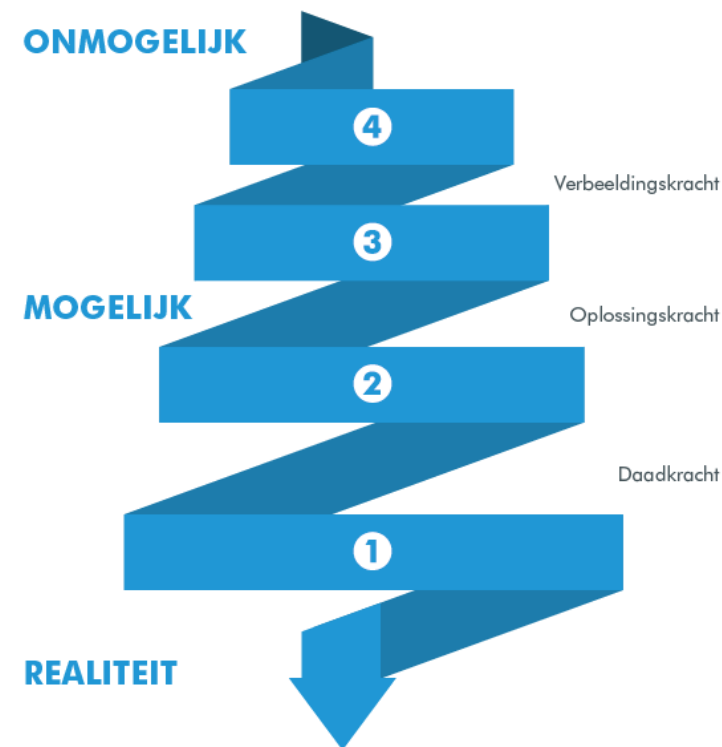 ONMOGELIJK
4
Verbeeldingskracht
3
MOGELIJK
Oplossingskracht
2
Daadkracht
1
REALITEIT